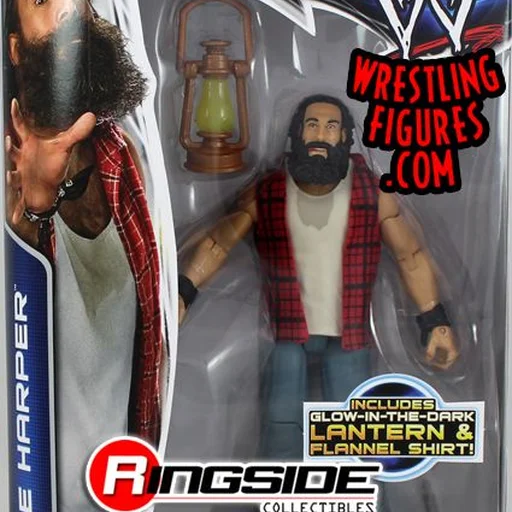 W
WRESTLING
FIGURES
.COM
E HARPER
INCLUDES
GLOW-IN-THE-DARK
LANTERN &
FLANNEL SHIRT!
RINGSIDE
COLLECTIBLES